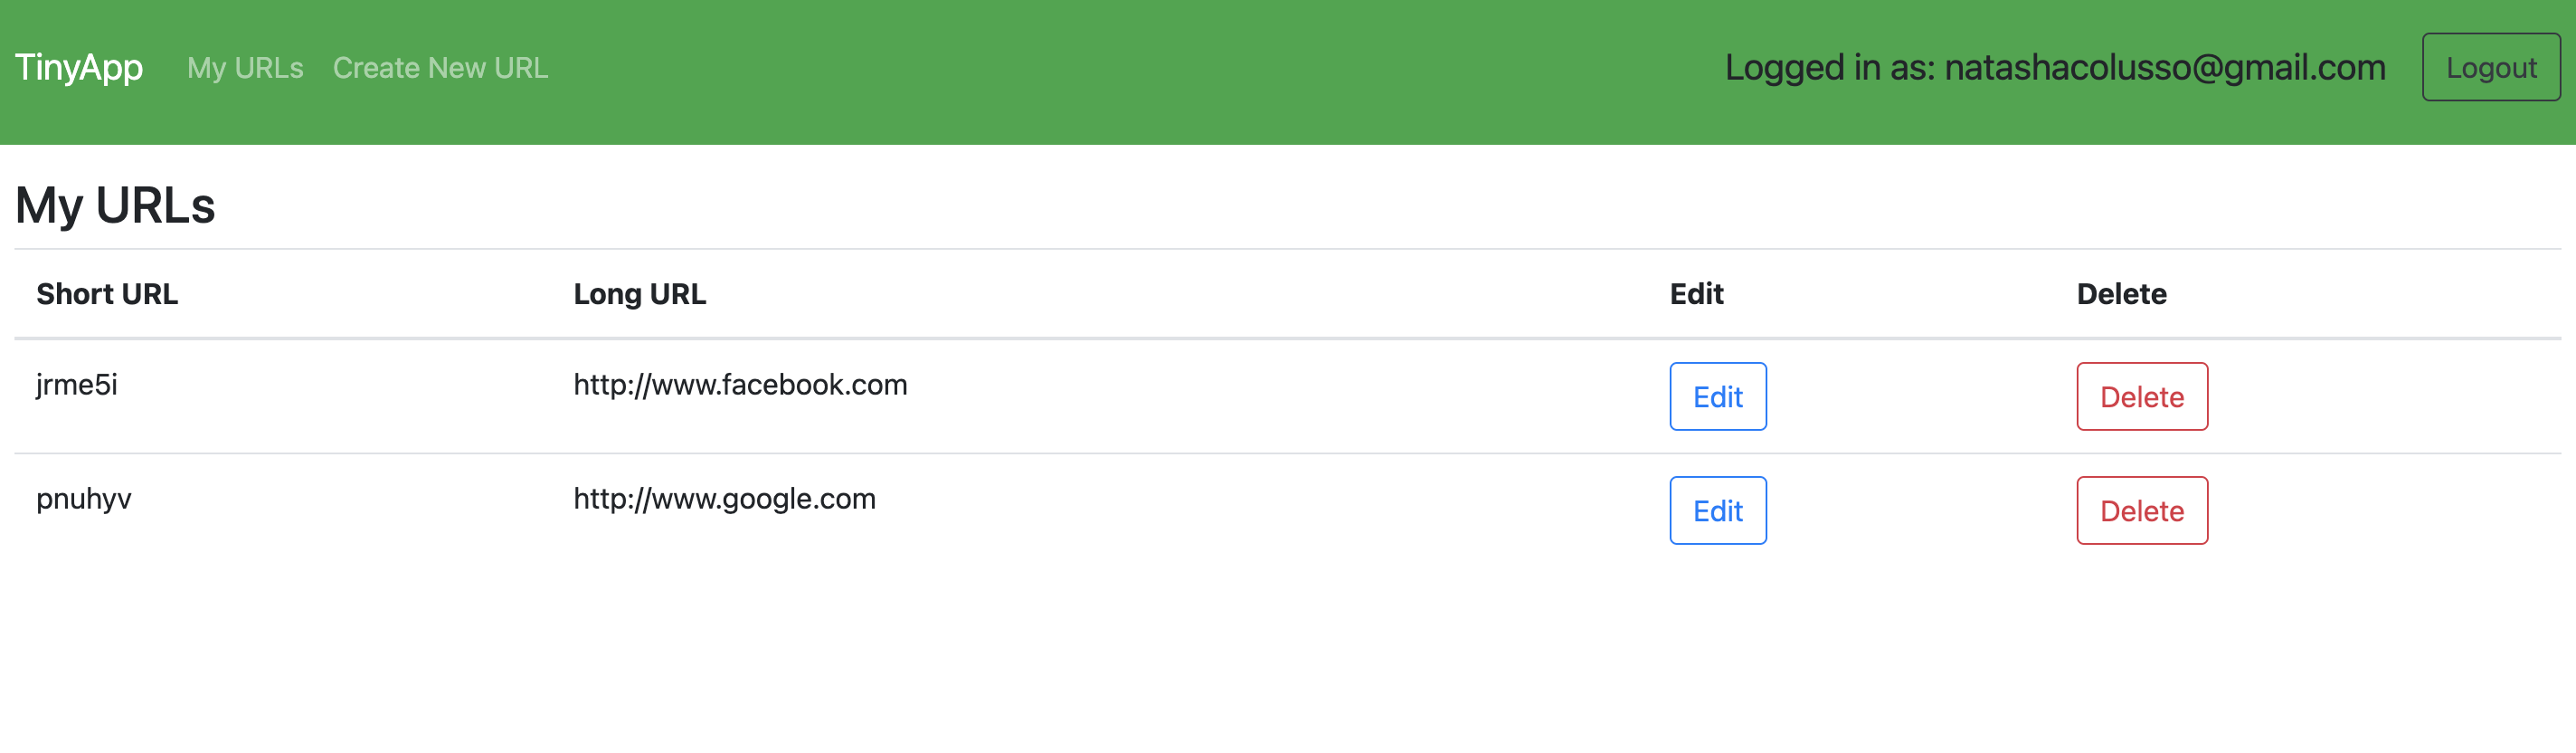 TinyApp My URLs Create New URL Logged in as: natashacolusso@gmail.com Logout
My URLs
Short URL Long URL Edit Delete
jrme5i http://www.facebook.com Edit Delete
pnuhyv http://www.google.com Edit Delete